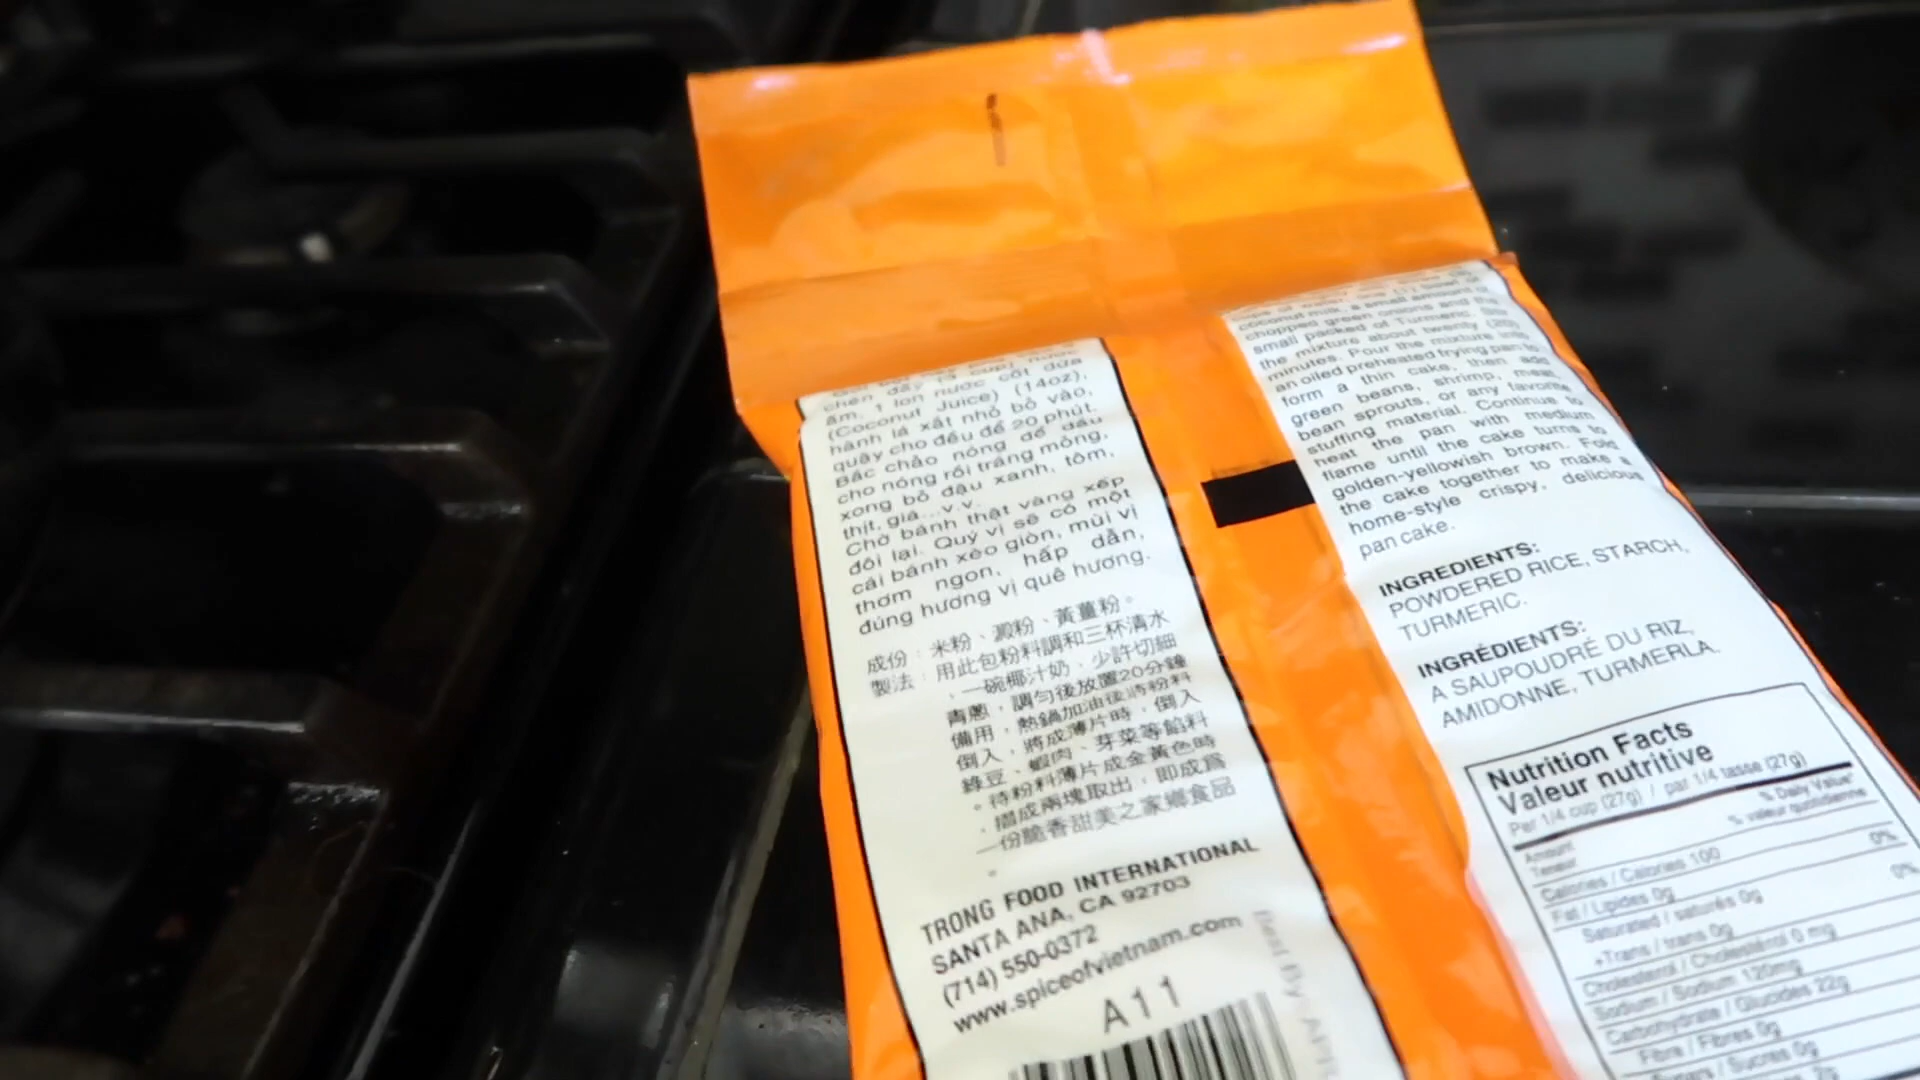 chén đầy (3 cup) nước
ấm, 1 lon nước cốt dừa
(Coconut Juice) (14oz),
hành lá xắt nhỏ bỏ vào,
quậy cho đều để 20 phút.
Bắc chảo nóng để dầu
cho nóng rồi tráng mỏng,
xong bỏ đậu xanh, tôm,
thịt, giá...v.v.
Chờ bánh thật vàng xếp
đôi lại. Quý vị sẽ có một
cái bánh xèo giòn, mùi vị
thơm ngon, hấp dẫn,
đúng hương vị quê hương.
成份：米粉、澱粉、黃薑粉。
製法：用此包粉料調和三杯清水
、一碗椰汁奶，少許切細
青蔥，調勻後放置20分鐘
備用，熱鍋加油後將粉料
倒入，將成薄片時，倒入
綠豆、蝦肉、芽菜等餡料
。待粉料薄片成金黃色時
，摺成兩塊取出，即成為
一份脆香甜美之家鄉食品
。
TRONG FOOD INTERNATIONAL
SANTA ANA, CA 92703
(714) 550-0372
www.spiceofvietnam.com
A11
Best By: APR
coconut milk, a small amount of
chopped green onions and the
small packed of Turmeric. Stir
the mixture about twenty (20)
minutes. Pour the mixture into
an oiled preheated frying pan to
form a thin cake, then add
green beans, shrimp, meat,
bean sprouts, or any favorite
stuffing material. Continue to
heat the pan with medium
flame until the cake turns to
golden-yellowish brown. Fold
the cake together to make a
home-style crispy, delicious
pan cake.
INGREDIENTS:
POWDERED RICE, STARCH,
TURMERIC.
INGRÉDIENTS:
A SAUPOUDRÉ DU RIZ,
AMIDONNE, TURMERLA.
Nutrition Facts
Valeur nutritive
Per 1/4 cup (27g) / par 1/4 tasse (27g)
Amount % Daily Value*
Teneur % valeur quotidienne
Calories / Calories 100
Fat / Lipides 0g 0%
Saturated / saturés 0g
+Trans / trans 0g 0%
Cholesterol / Cholestérol 0 mg
Sodium / Sodium 120mg
Carbohydrate / Glucides 22g
Fibre / Fibres 0g
Sugars / Sucres 0g
2g